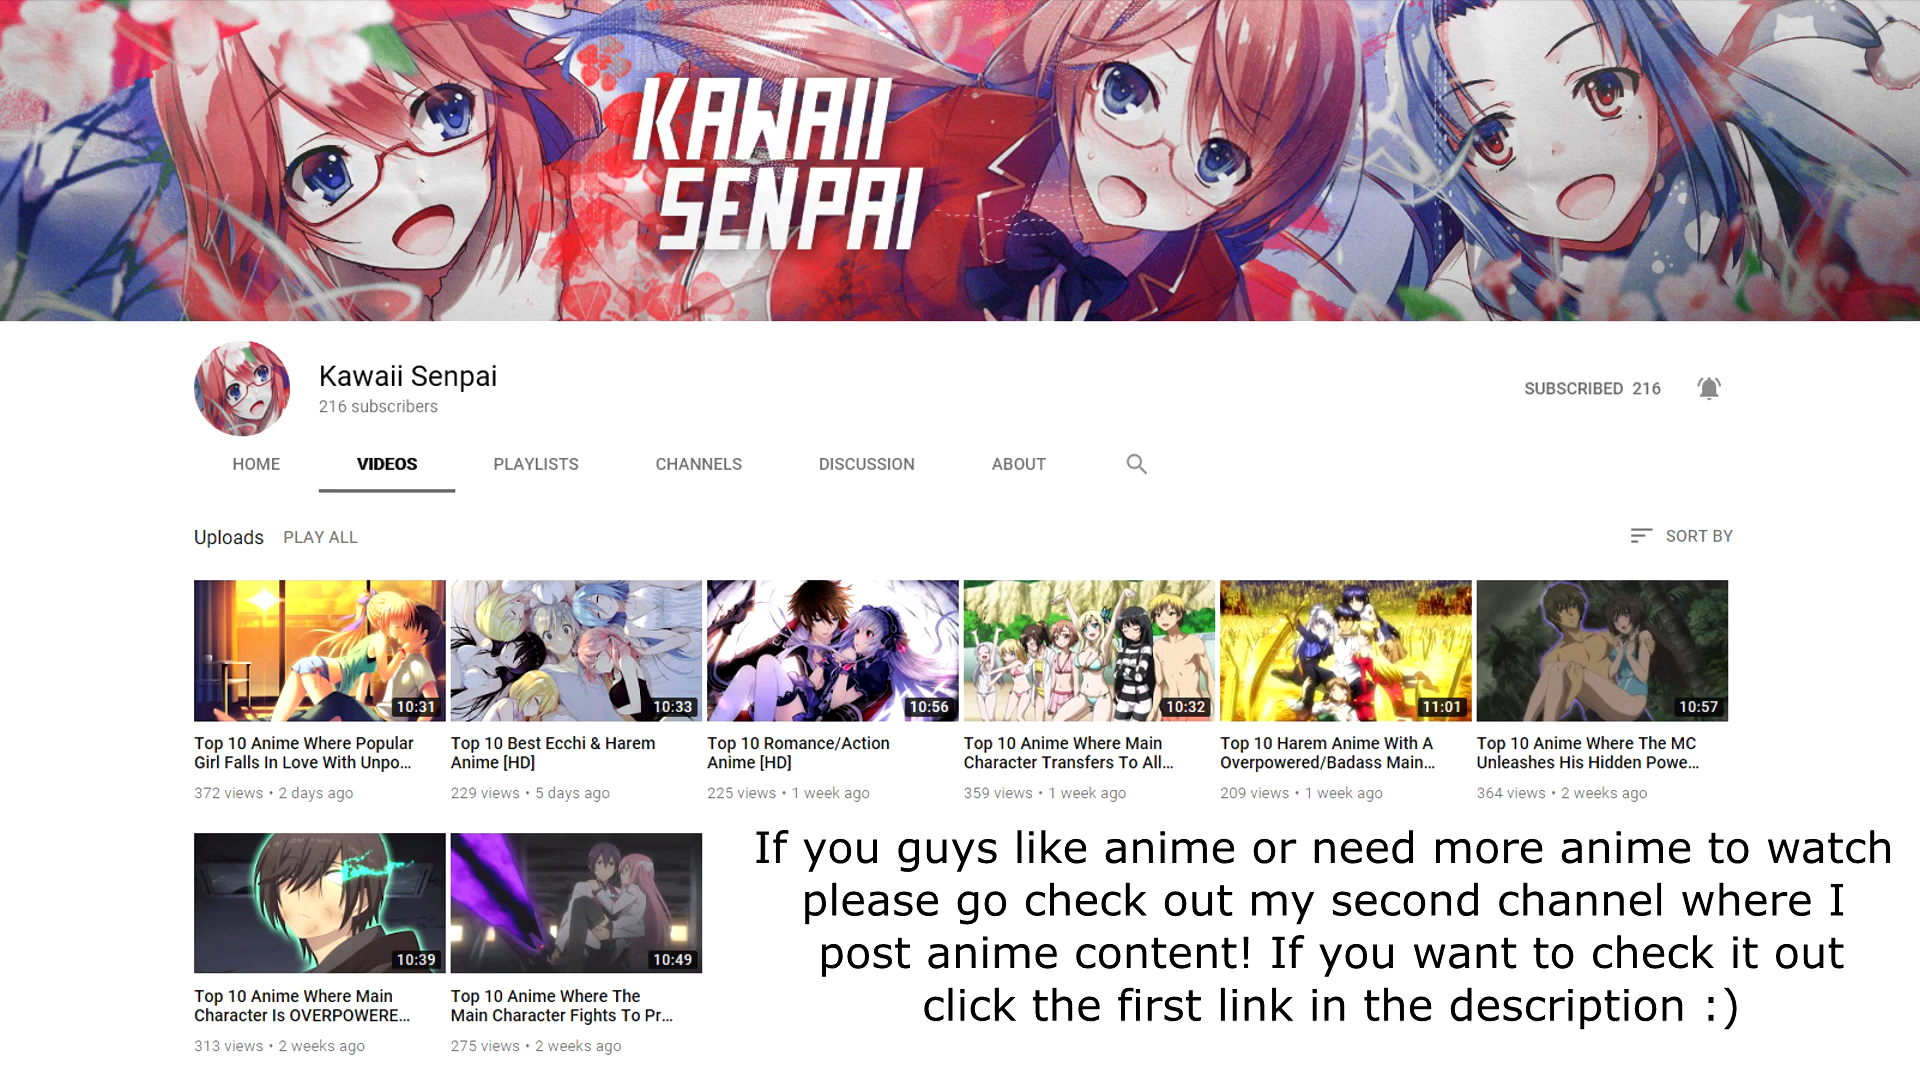 KAWAII
SENPAI
Kawaii Senpai
216 subscribers
SUBSCRIBED 216
HOME VIDEOS PLAYLISTS CHANNELS DISCUSSION ABOUT
Uploads PLAY ALL
SORT BY
10:31
Top 10 Anime Where Popular
Girl Falls In Love With Unpo...
372 views • 2 days ago
10:33
Top 10 Best Ecchi & Harem
Anime [HD]
229 views • 5 days ago
10:56
Top 10 Romance/Action
Anime [HD]
225 views • 1 week ago
10:32
Top 10 Anime Where Main
Character Transfers To All...
359 views • 1 week ago
11:01
Top 10 Harem Anime With A
Overpowered/Badass Main...
209 views • 1 week ago
10:57
Top 10 Anime Where The MC
Unleashes His Hidden Powe...
364 views • 2 weeks ago
10:39
Top 10 Anime Where Main
Character Is OVERPOWERE...
313 views • 2 weeks ago
10:49
Top 10 Anime Where The
Main Character Fights To Pr...
275 views • 2 weeks ago
If you guys like anime or need more anime to watch
please go check out my second channel where I
post anime content! If you want to check it out
click the first link in the description :)